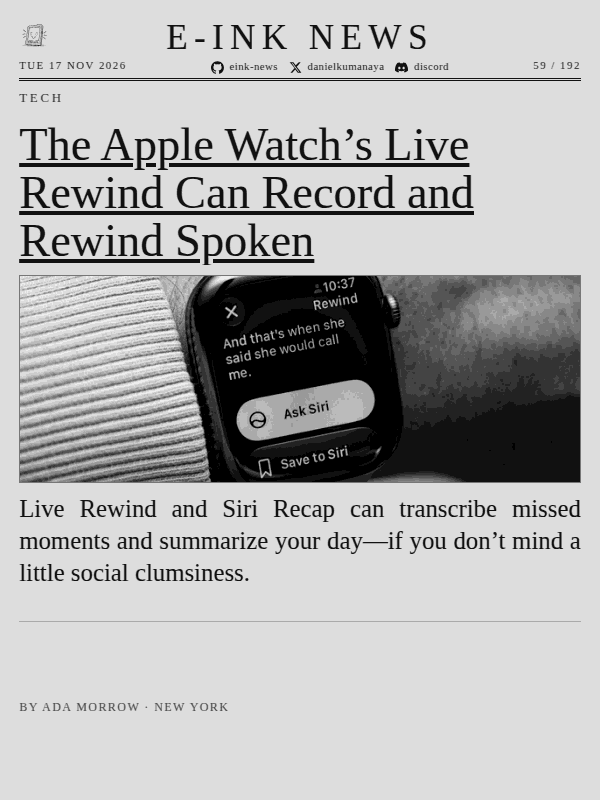 E-INK NEWS
TUE 17 NOV 2026
eink-news danielkumanaya discord
59 / 192
TECH
The Apple Watch’s Live
Rewind Can Record and
Rewind Spoken
10:37
Rewind
And that's when she
said she would call
me.
Ask Siri
Save to Siri
Live Rewind and Siri Recap can transcribe missed
moments and summarize your day—if you don’t mind a
little social clumsiness.
BY ADA MORROW · NEW YORK